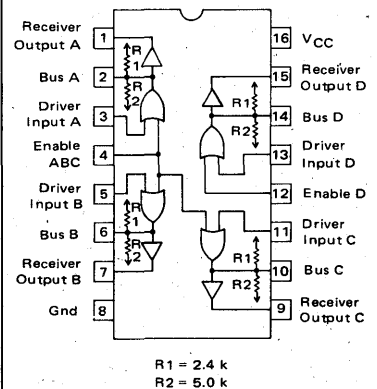 Receiver
Output A
1
Bus A
2
Driver
Input A
3
Enable
ABC
4
Driver
Input B
5
Bus B
6
Receiver
Output B
7
Gnd
8
R
1
R
2
R
1
R
2
16
VCC
15
Receiver
Output D
R1
14
Bus D
R2
13
Driver
Input D
12
Enable D
11
Driver
Input C
R1
10
Bus C
R2
9
Receiver
Output C
R1 = 2.4 k
R2 = 5.0 k